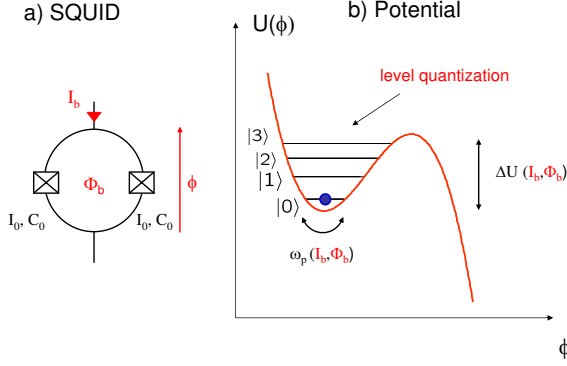 a) SQUID
b) Potential
I_b
Φ_b
ϕ
I_0, C_0
I_0, C_0
U(ϕ)
level quantization
|3⟩
|2⟩
|1⟩
|0⟩
ΔU (I_b,Φ_b)
ω_p (I_b,Φ_b)
ϕ